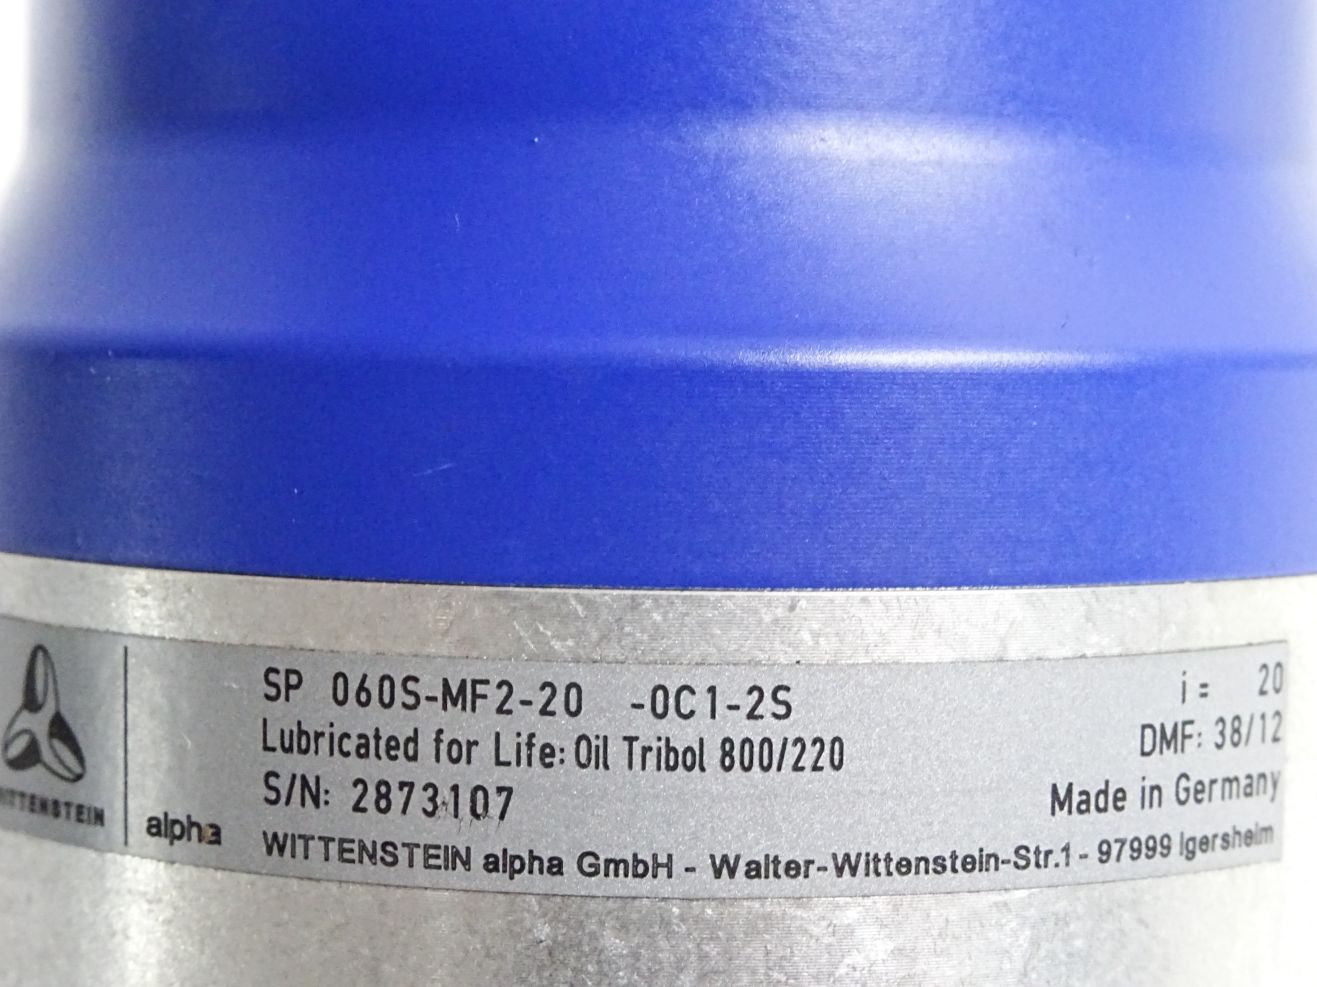 SP 060S-MF2-20 -0C1-2S i = 20
Lubricated for Life: Oil Tribol 800/220 DMF: 38/12
S/N: 2873107 Made in Germany
WITTENSTEIN alpha WITTENSTEIN alpha GmbH - Walter-Wittenstein-Str.1 - 97999 Igersheim